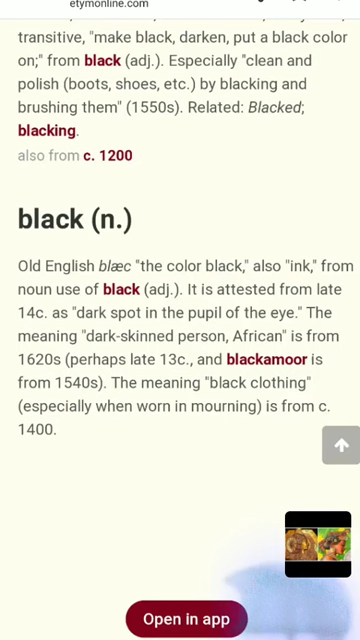 etymonline.com
transitive, "make black, darken, put a black color
on;" from black (adj.). Especially "clean and
polish (boots, shoes, etc.) by blacking and
brushing them" (1550s). Related: Blacked;
blacking.
also from c. 1200
black (n.)
Old English blæc "the color black," also "ink," from
noun use of black (adj.). It is attested from late
14c. as "dark spot in the pupil of the eye." The
meaning "dark-skinned person, African" is from
1620s (perhaps late 13c., and blackamoor is
from 1540s). The meaning "black clothing"
(especially when worn in mourning) is from c.
1400.
Open in app